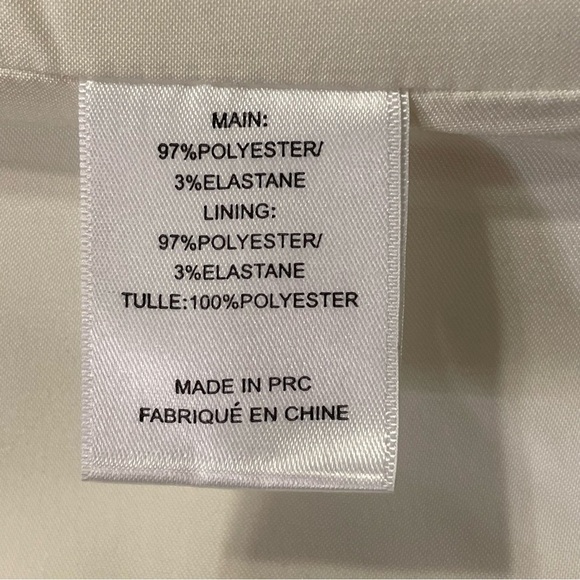 MAIN:
97%POLYESTER/
3%ELASTANE
LINING:
97%POLYESTER/
3%ELASTANE
TULLE:100%POLYESTER
MADE IN PRC
FABRIQUÉ EN CHINE